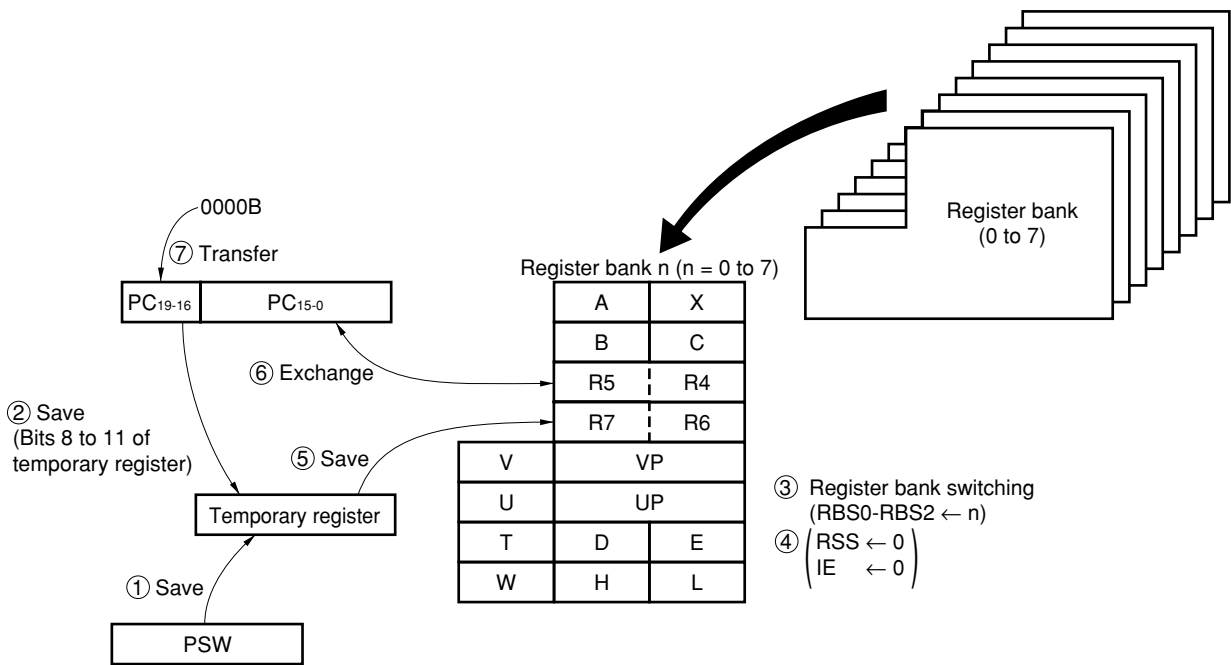 Register bank
(0 to 7)
0000B
⑦ Transfer
PC19-16
PC15-0
Register bank n (n = 0 to 7)
A
X
B
C
⑥ Exchange
R5
R4
R7
R6
② Save
(Bits 8 to 11 of
temporary register)
⑤ Save
V
VP
U
UP
Temporary register
T
D
E
W
H
L
③ Register bank switching
(RBS0-RBS2 ← n)
④ (RSS ← 0
IE ← 0)
① Save
PSW